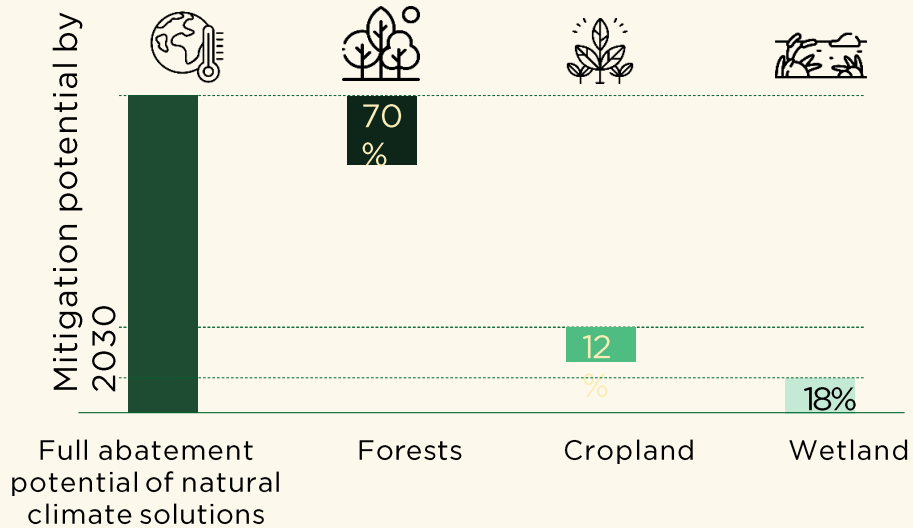 Mitigation potential by
2030
70
%
12
%
18%
Full abatement
potential of natural
climate solutions
Forests
Cropland
Wetland